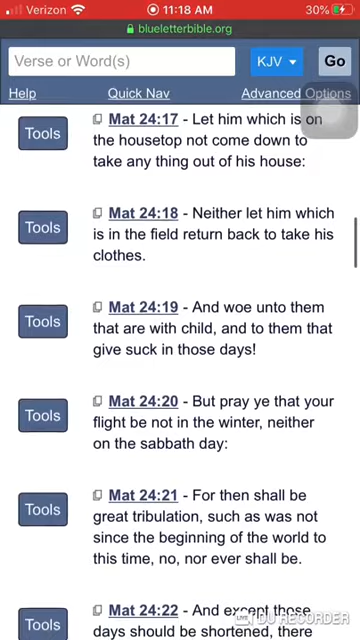 Verizon 11:18 AM 30%
blueletterbible.org
Verse or Word(s) KJV Go
Help Quick Nav Advanced Options
Tools
Mat 24:17 - Let him which is on
the housetop not come down to
take any thing out of his house:
Tools
Mat 24:18 - Neither let him which
is in the field return back to take his
clothes.
Tools
Mat 24:19 - And woe unto them
that are with child, and to them that
give suck in those days!
Tools
Mat 24:20 - But pray ye that your
flight be not in the winter, neither
on the sabbath day:
Tools
Mat 24:21 - For then shall be
great tribulation, such as was not
since the beginning of the world to
this time, no, nor ever shall be.
Tools
Mat 24:22 - And except those
days should be shortened, there
LIVE DU RECORDER